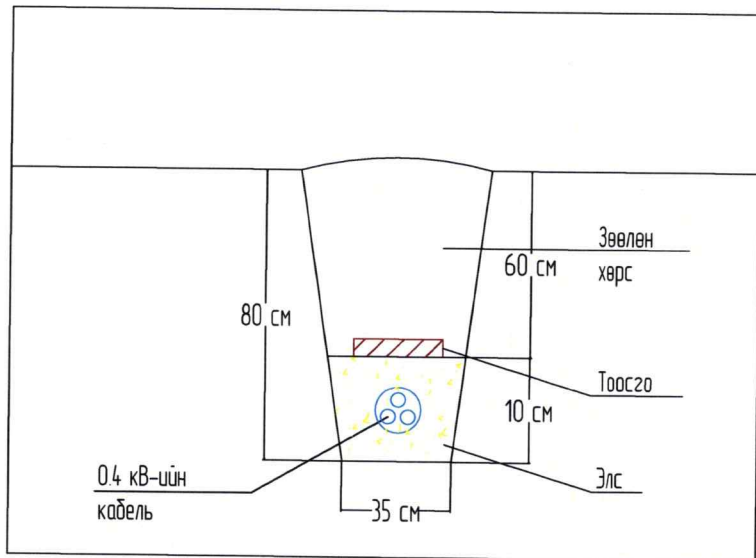 Зөөлөн
хөрс
60 см
80 см
Тоосго
10 см
0.4 кВ-ийн
кабель
Элс
35 см